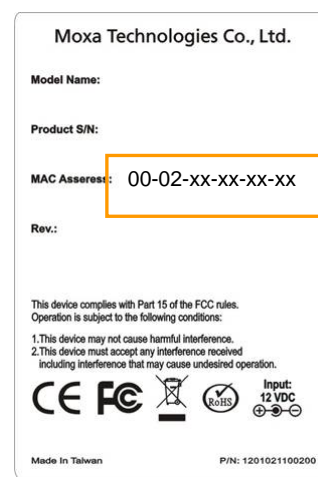 Moxa Technologies Co., Ltd.
Model Name:
Product S/N:
MAC Asseress: 00-02-xx-xx-xx-xx
Rev.:
This device complies with Part 15 of the FCC rules.
Operation is subject to the following conditions:
1.This device may not cause harmful interference.
2.This device must accept any interference received
including interference that may cause undesired operation.
CE FC RoHS Input:
12 VDC
Made In Taiwan P/N: 1201021100200